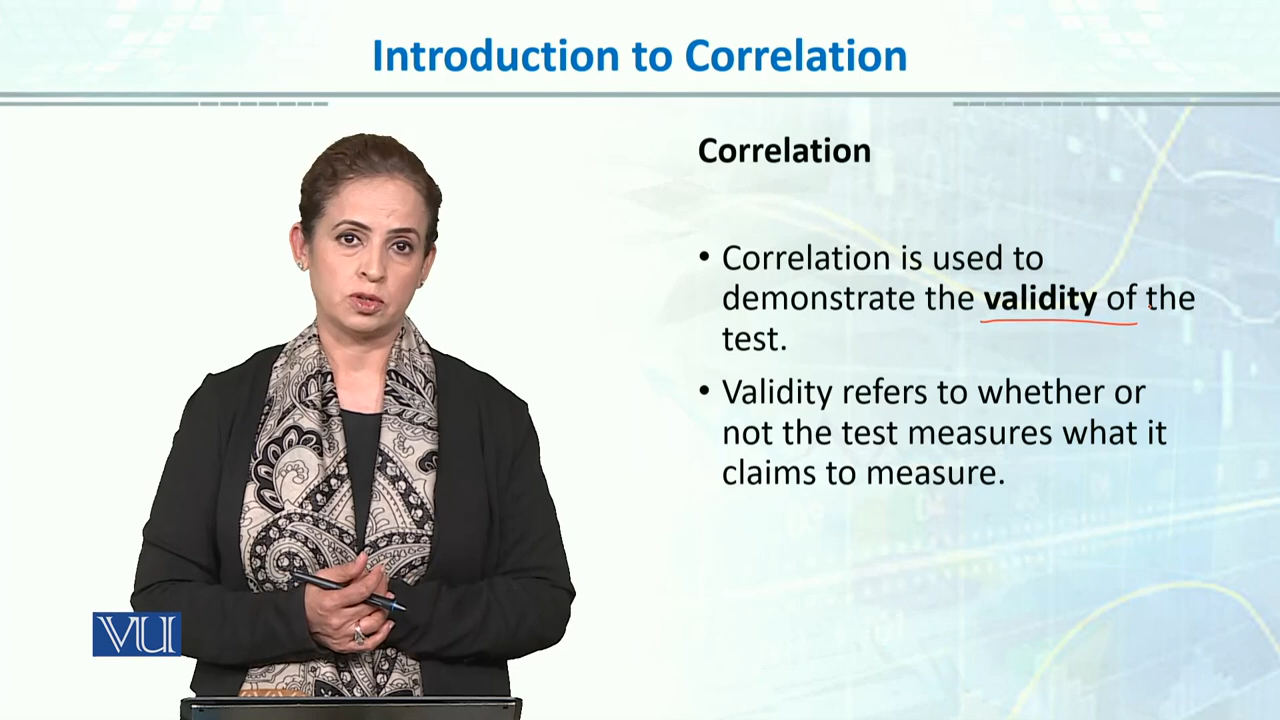 Introduction to Correlation
Correlation
• Correlation is used to
demonstrate the validity of the
test.
• Validity refers to whether or
not the test measures what it
claims to measure.
VU